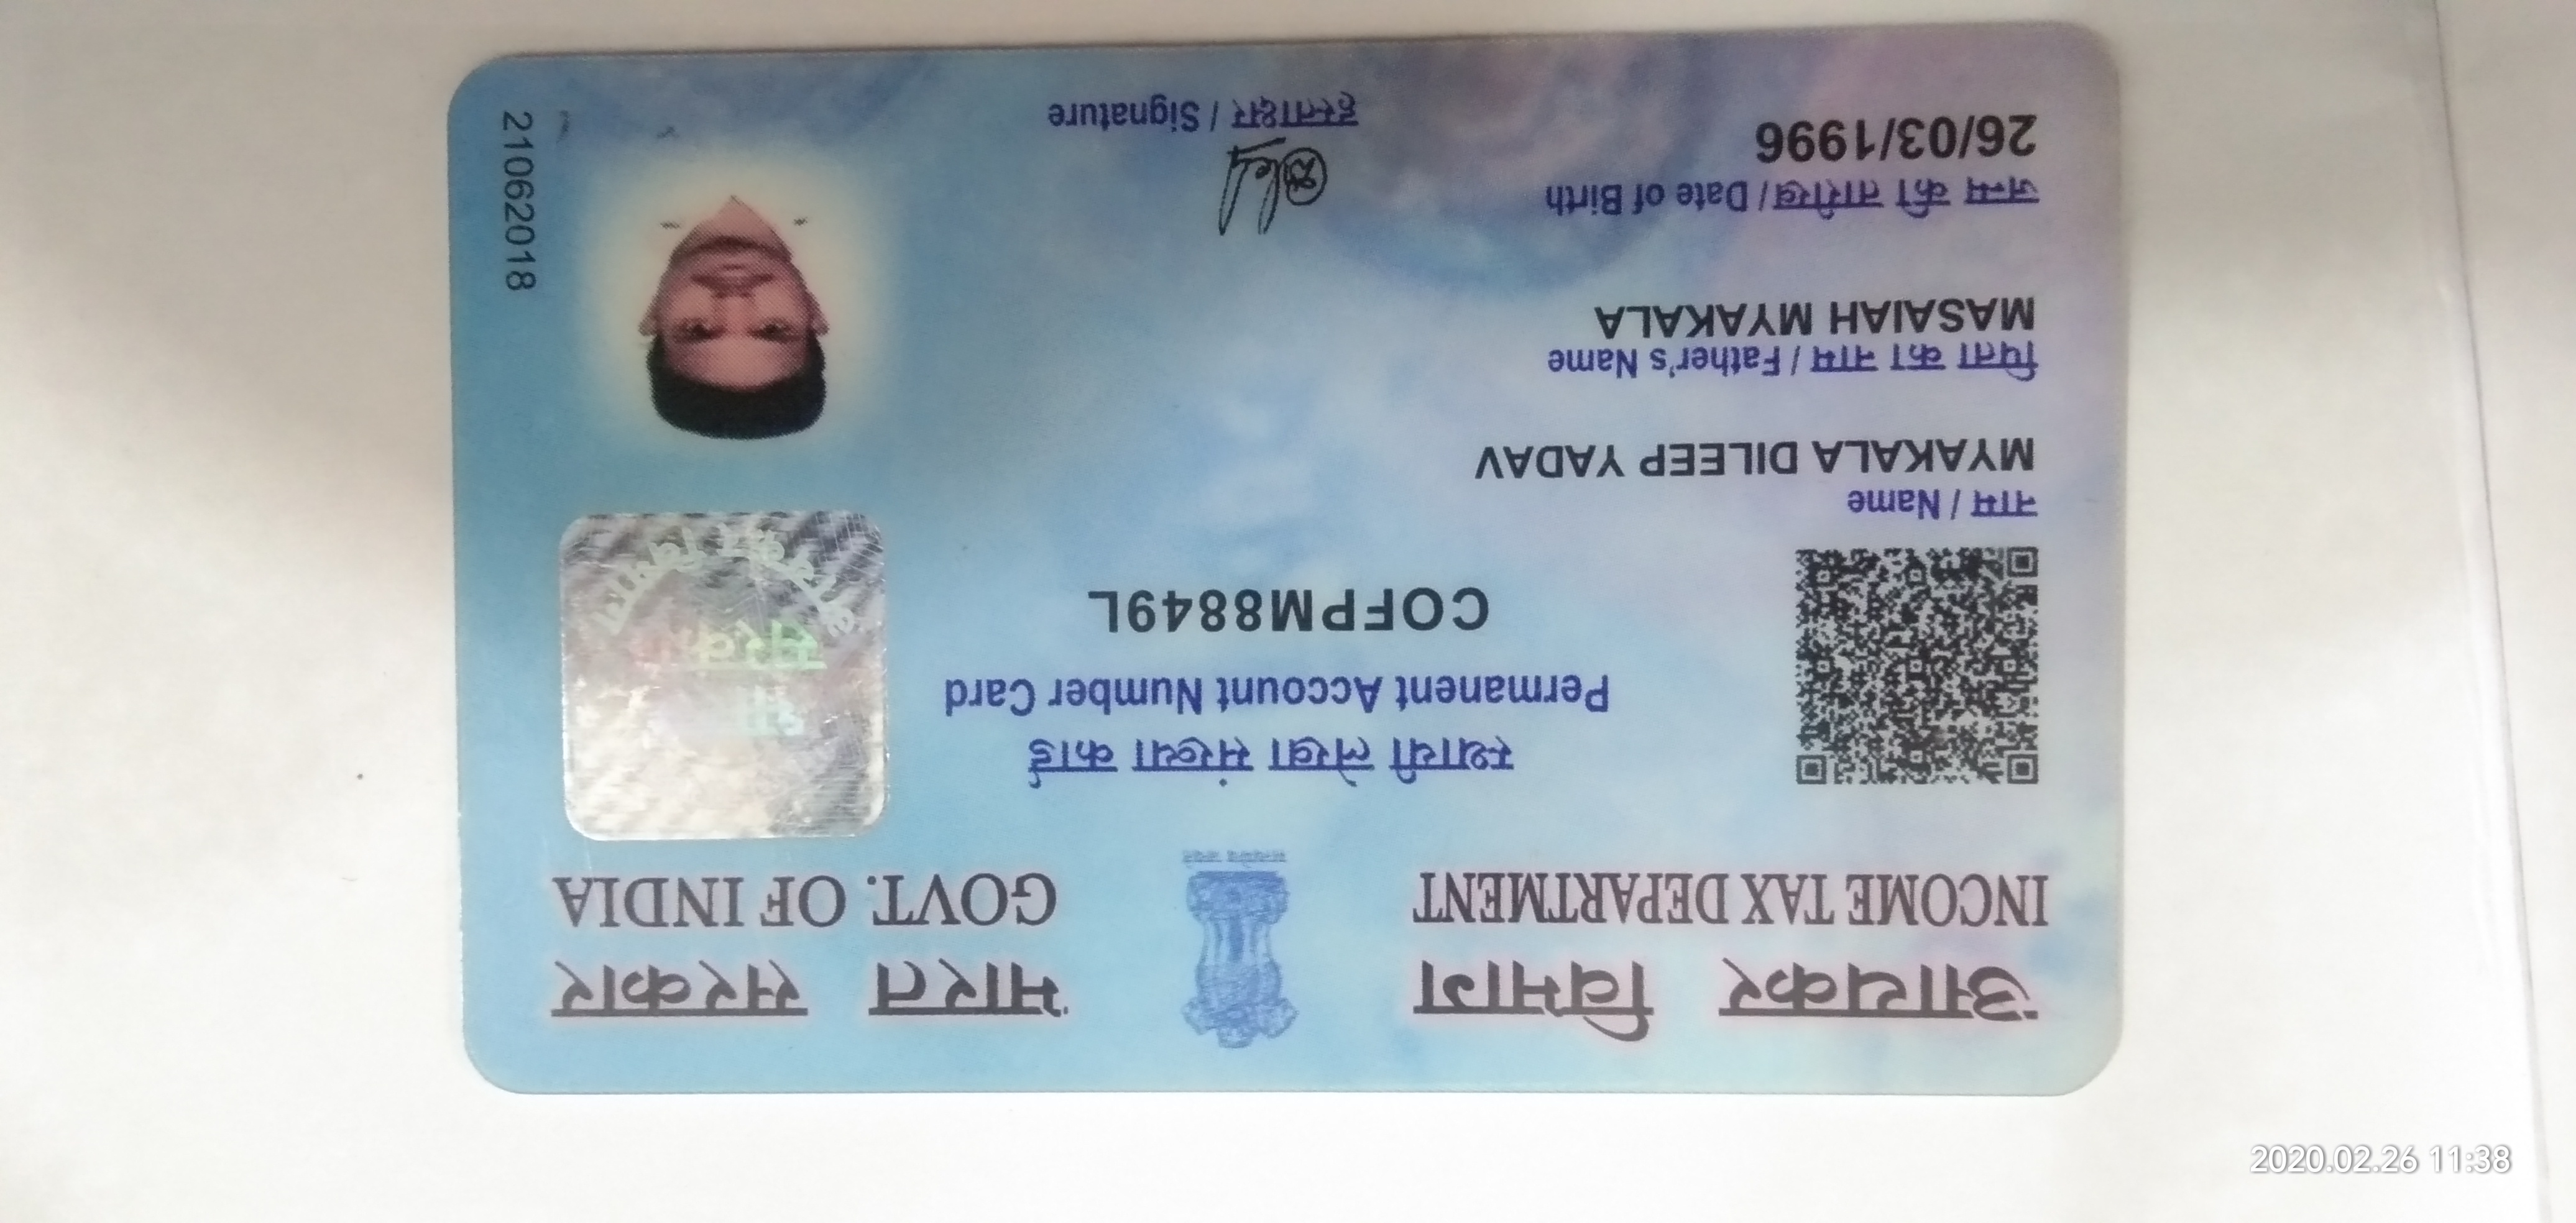 2020.02.26 11:38
आयकर विभाग
INCOME TAX DEPARTMENT
सत्यमेव जयते
भारत सरकार
GOVT. OF INDIA
स्थायी लेखा संख्या कार्ड
Permanent Account Number Card
COFPM8849L
भा
सरकार
आयकर विभाग
नाम / Name
MYAKALA DILEEP YADAV
पिता का नाम / Father's Name
MASAIAH MYAKALA
जन्म की तारीख/ Date of Birth
26/03/1996
हस्ताक्षर / Signature
21062018